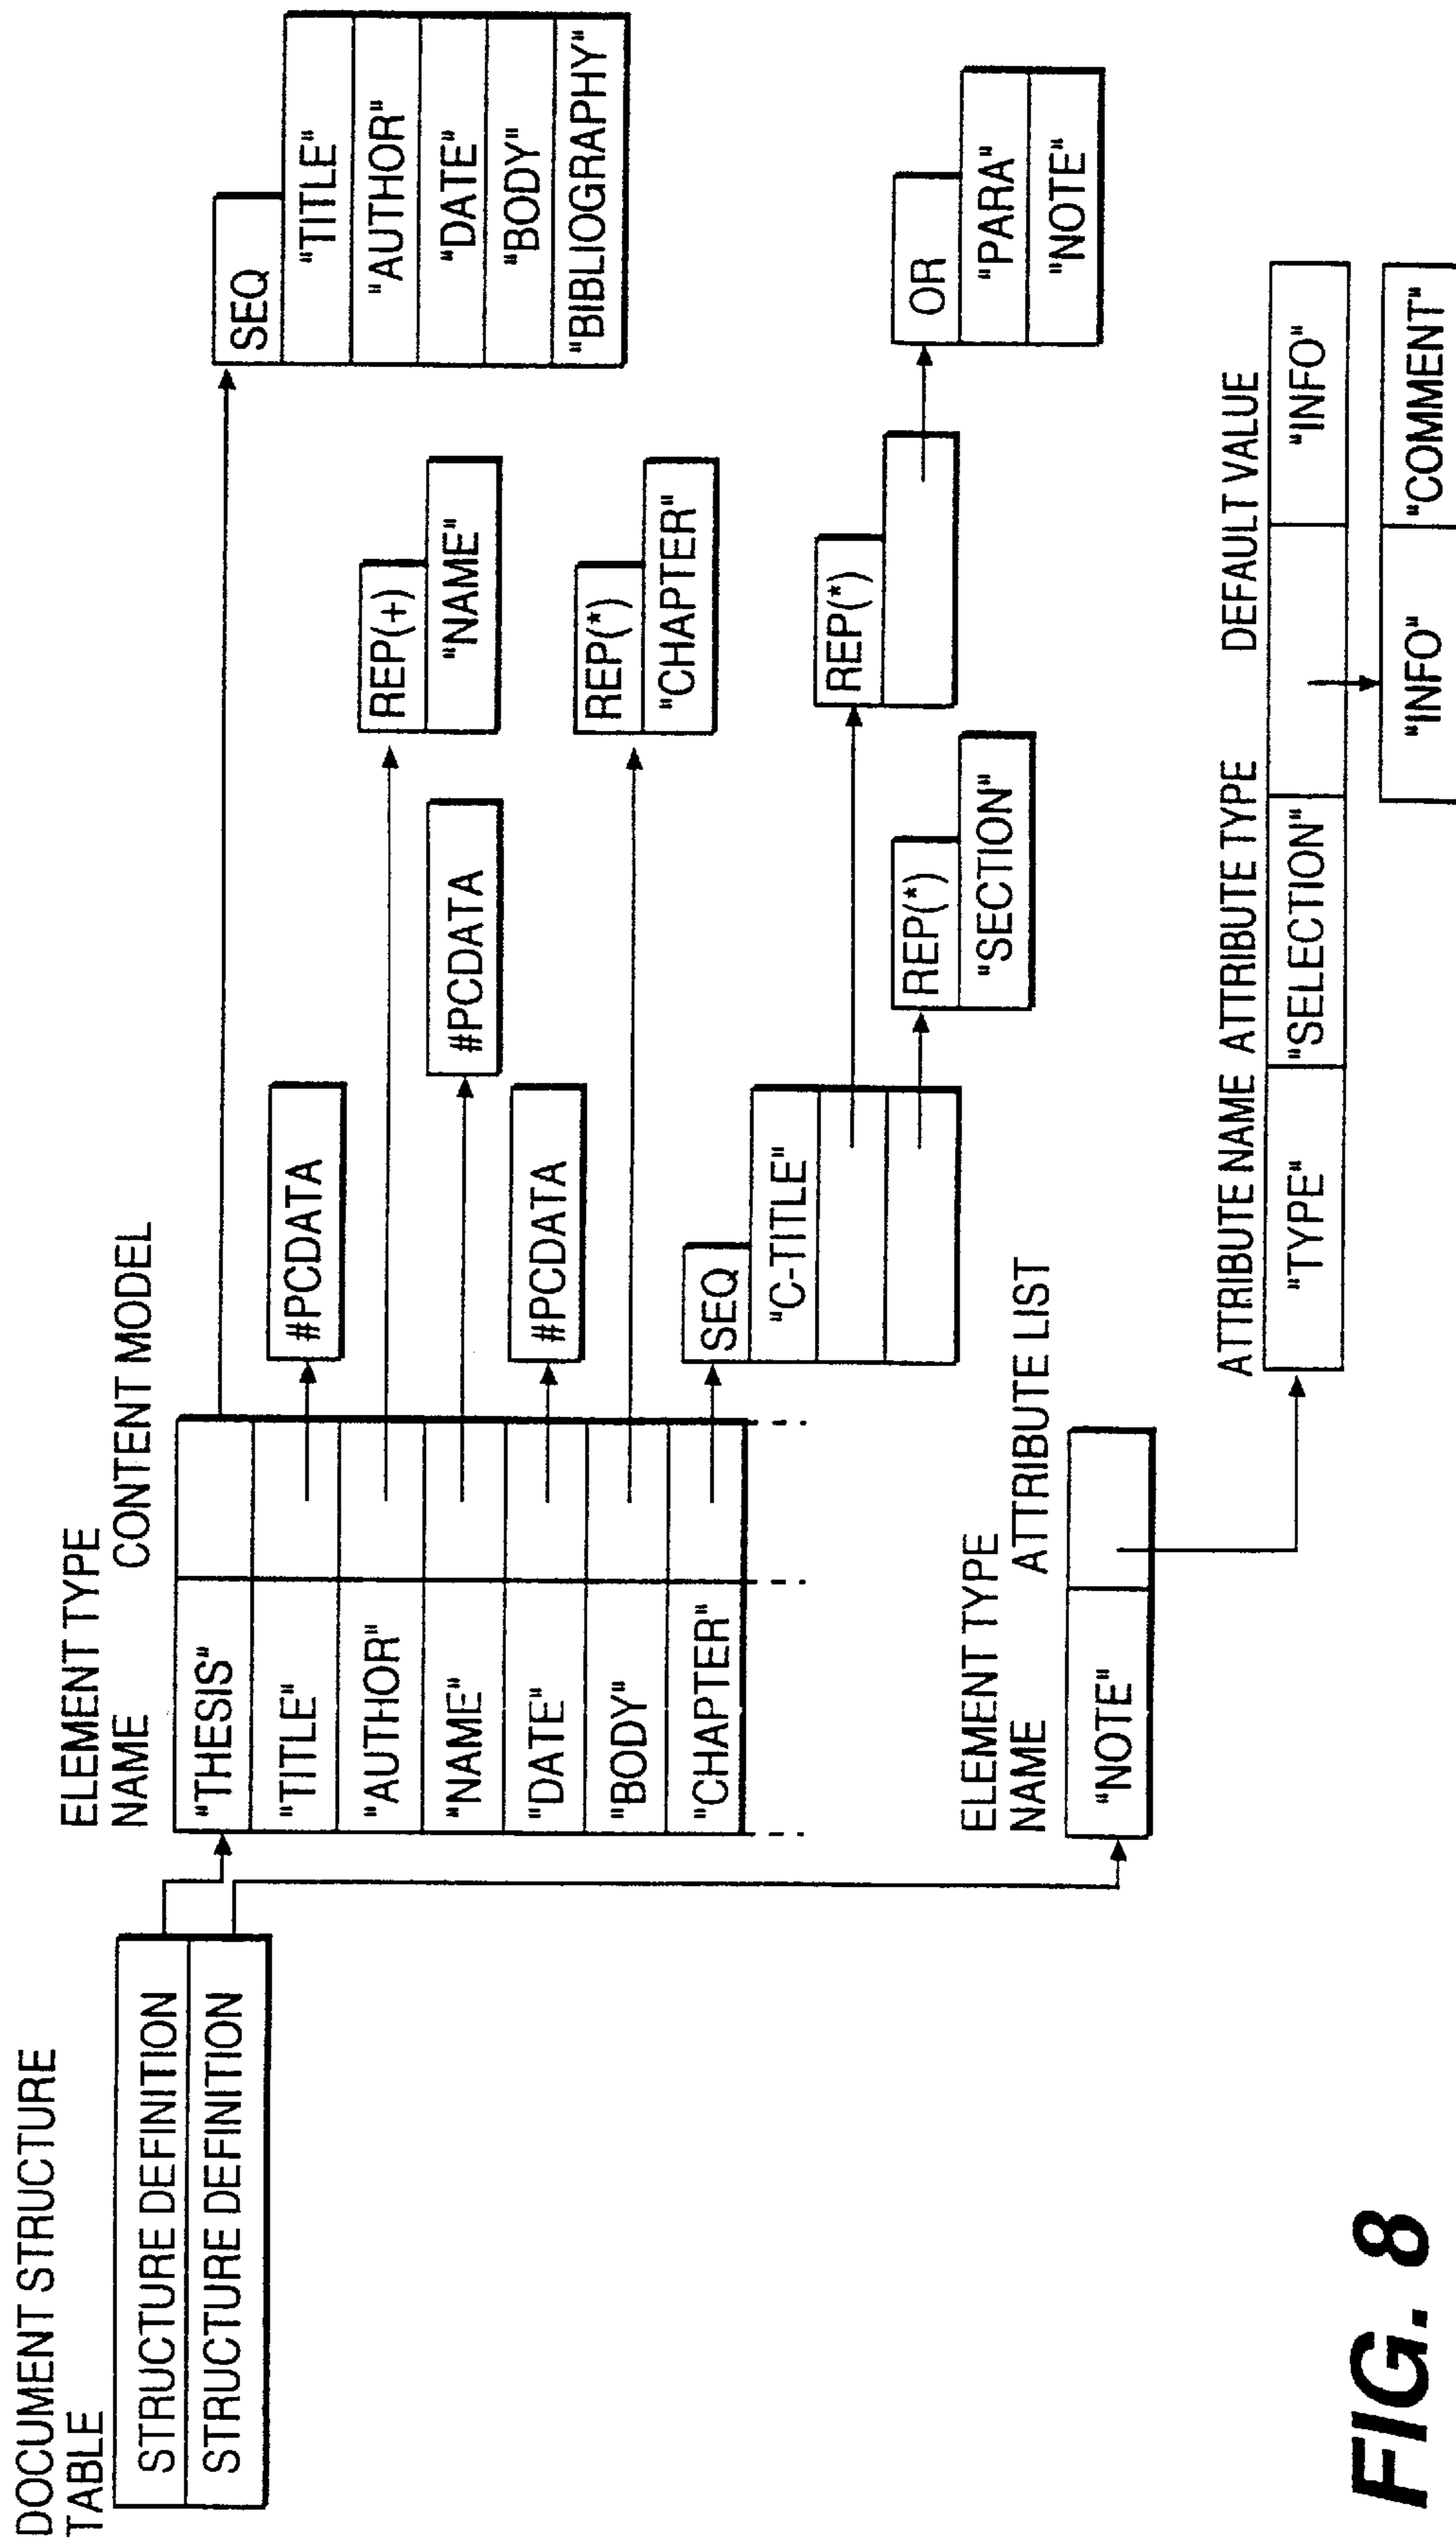 DOCUMENT STRUCTURE
TABLE
STRUCTURE DEFINITION
STRUCTURE DEFINITION
ELEMENT TYPE
NAME
CONTENT MODEL
"THESIS"
"TITLE"
"AUTHOR"
"NAME"
"DATE"
"BODY"
"CHAPTER"
SEQ
"TITLE"
"AUTHOR"
"DATE"
"BODY"
"BIBLIOGRAPHY"
#PCDATA
REP(+)
"NAME"
#PCDATA
#PCDATA
REP(*)
"CHAPTER"
SEQ
"C-TITLE"
REP(*)
OR
"PARA"
"NOTE"
REP(*)
"SECTION"
ELEMENT TYPE
NAME
ATTRIBUTE LIST
"NOTE"
ATTRIBUTE NAME ATTRIBUTE TYPE DEFAULT VALUE
"TYPE" "SELECTION" "INFO"
"INFO" "COMMENT"
FIG. 8